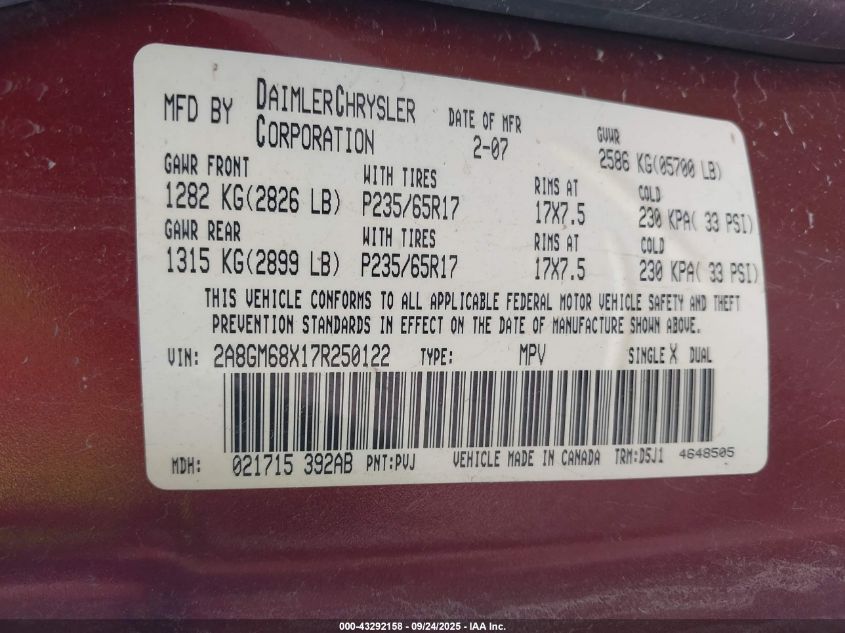 MFD BY DAIMLERCHRYSLER CORPORATION DATE OF MFR 2-07 GVWR 2586 KG(05700 LB)
GAWR FRONT WITH TIRES RIMS AT COLD
1282 KG(2826 LB) P235/65R17 17X7.5 230 KPA( 33 PSI)
GAWR REAR WITH TIRES RIMS AT COLD
1315 KG(2899 LB) P235/65R17 17X7.5 230 KPA( 33 PSI)
THIS VEHICLE CONFORMS TO ALL APPLICABLE FEDERAL MOTOR VEHICLE SAFETY AND THEFT
PREVENTION STANDARDS IN EFFECT ON THE DATE OF MANUFACTURE SHOWN ABOVE.
VIN: 2A8GM68X17R250122 TYPE: MPV SINGLE X DUAL
MDH: 021715 392AB PNT:PVJ VEHICLE MADE IN CANADA TRM:D5J1 4648505
000-43292158 - 09/24/2025 - IAA Inc.